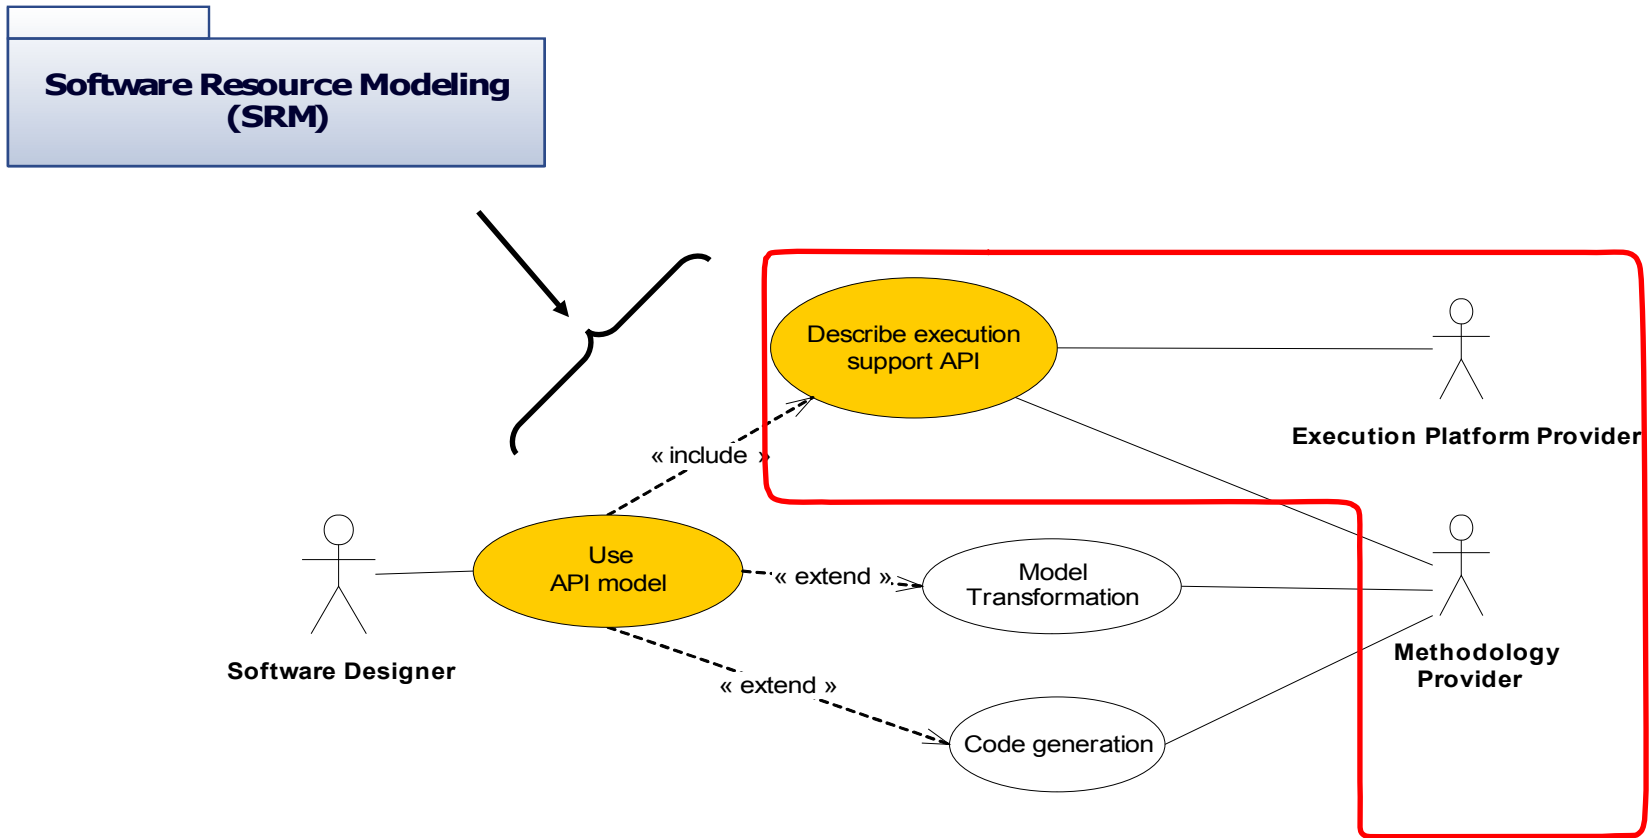 Software Resource Modeling
(SRM)
Describe execution
support API
Execution Platform Provider
« include »
Use
API model
« extend »
Model
Transformation
Software Designer
Methodology
Provider
« extend »
Code generation